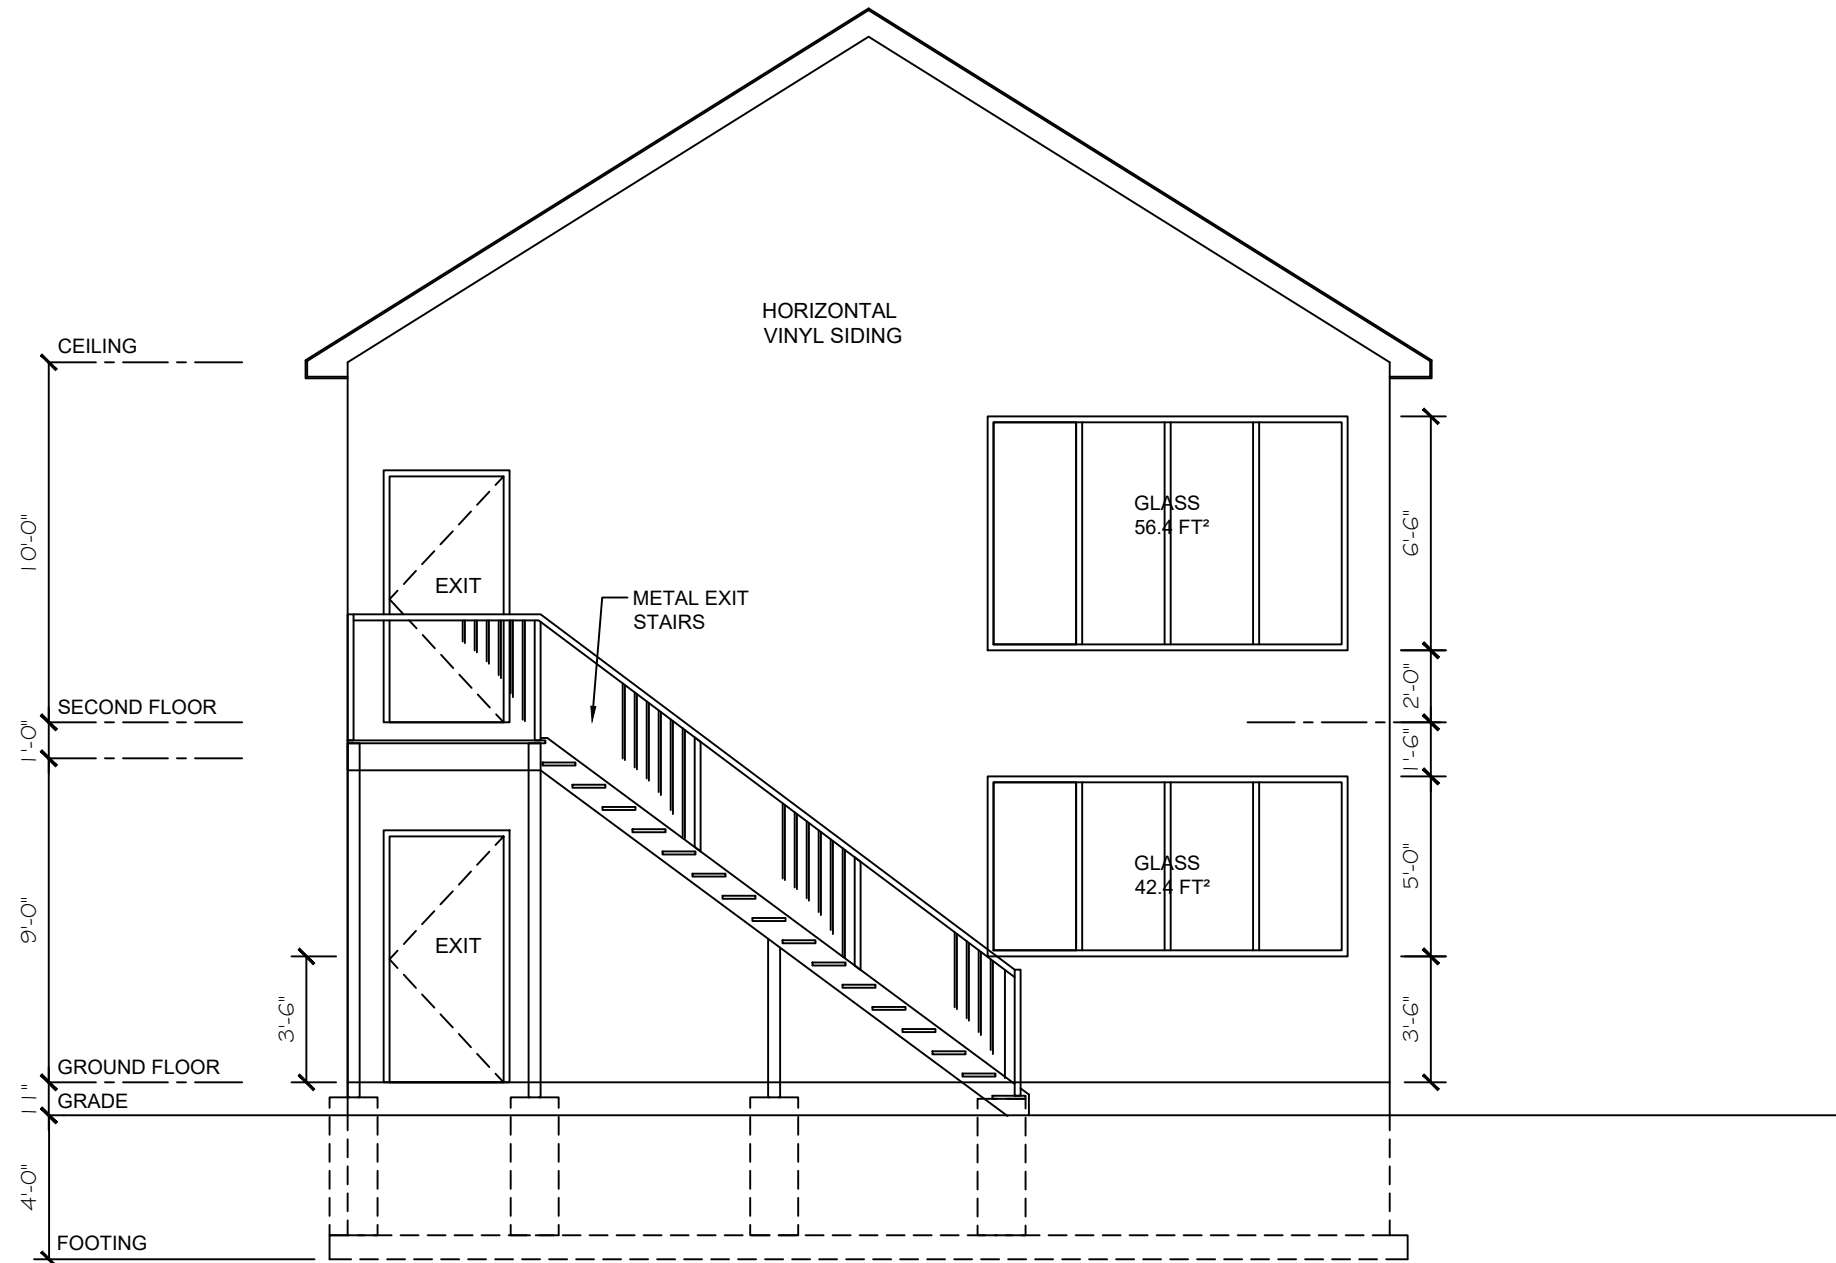 HORIZONTAL
VINYL SIDING
CEILING
10'-0"
GLASS
56.4 FT²
6'-6"
EXIT
METAL EXIT
STAIRS
2'-0"
SECOND FLOOR
1'-0"
1'-6"
GLASS
42.4 FT²
5'-0"
9'-0"
EXIT
3'-6"
3'-6"
GROUND FLOOR
11"
GRADE
4'-0"
FOOTING